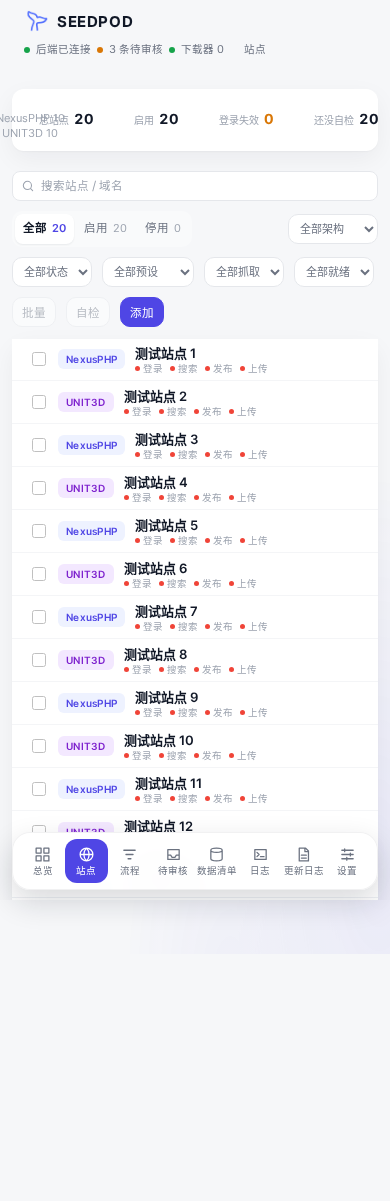 SEEDPOD
后端已连接 3 条待审核 下载器 0 站点
NexusPHP 10 总站点 20 启用 20 登录失效 0 还没自检 20
UNIT3D 10
搜索站点 / 域名
全部 20 启用 20 停用 0 全部架构
全部状态 全部预设 全部抓取 全部就绪
批量 自检 添加
NexusPHP 测试站点 1
登录 搜索 发布 上传
UNIT3D 测试站点 2
登录 搜索 发布 上传
NexusPHP 测试站点 3
登录 搜索 发布 上传
UNIT3D 测试站点 4
登录 搜索 发布 上传
NexusPHP 测试站点 5
登录 搜索 发布 上传
UNIT3D 测试站点 6
登录 搜索 发布 上传
NexusPHP 测试站点 7
登录 搜索 发布 上传
UNIT3D 测试站点 8
登录 搜索 发布 上传
NexusPHP 测试站点 9
登录 搜索 发布 上传
UNIT3D 测试站点 10
登录 搜索 发布 上传
NexusPHP 测试站点 11
登录 搜索 发布 上传
UNIT3D 测试站点 12
总览 站点 流程 待审核 数据清单 日志 更新日志 设置